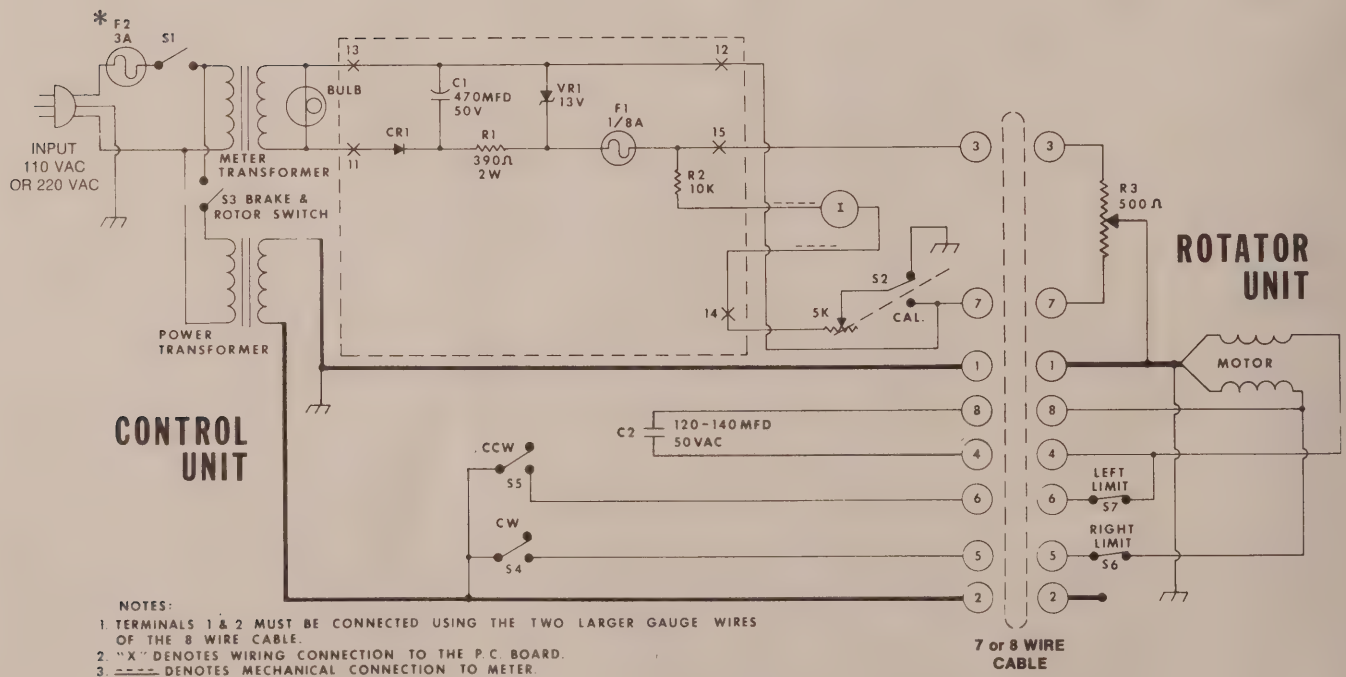 * F2
3A
S1
INPUT
110 VAC
OR 220 VAC
METER
TRANSFORMER
S3 BRAKE &
ROTOR SWITCH
POWER
TRANSFORMER
BULB
13
11
CR1
C1
470MFD
50V
R1
390Ω
2W
VR1
13V
F1
1/8A
12
15
R2
10K
I
14
5K
S2
CAL.
CONTROL
UNIT
C2
120-140 MFD
50VAC
CCW
S5
CW
S4
3
7
1
8
4
6
5
2
3
7
1
8
4
6
5
2
R3
500Ω
ROTATOR
UNIT
MOTOR
LEFT
LIMIT
S7
RIGHT
LIMIT
S6
7 or 8 WIRE
CABLE
NOTES:
1. TERMINALS 1 & 2 MUST BE CONNECTED USING THE TWO LARGER GAUGE WIRES
OF THE 8 WIRE CABLE.
2. "X" DENOTES WIRING CONNECTION TO THE P.C. BOARD.
3. ---- DENOTES MECHANICAL CONNECTION TO METER.